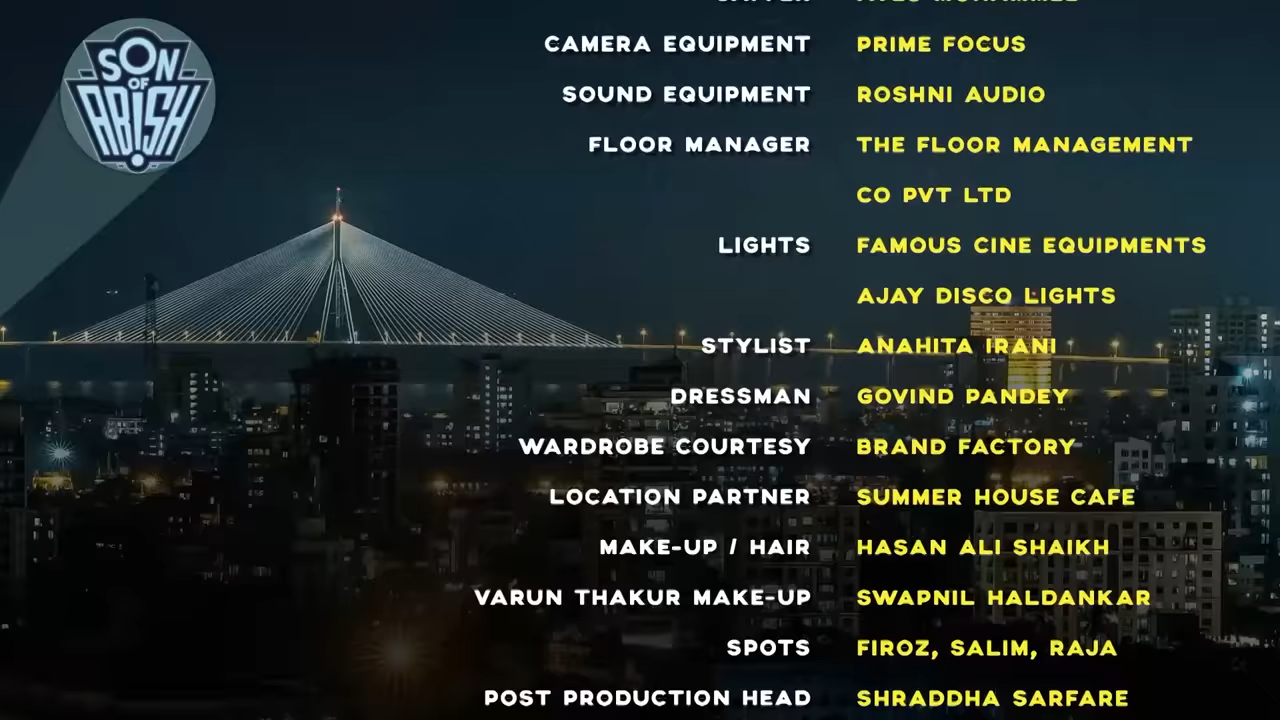 SON
OF
ABISH
CAMERA EQUIPMENT PRIME FOCUS
SOUND EQUIPMENT ROSHNI AUDIO
FLOOR MANAGER THE FLOOR MANAGEMENT
CO PVT LTD
LIGHTS FAMOUS CINE EQUIPMENTS
AJAY DISCO LIGHTS
STYLIST ANAHITA IRANI
DRESSMAN GOVIND PANDEY
WARDROBE COURTESY BRAND FACTORY
LOCATION PARTNER SUMMER HOUSE CAFE
MAKE-UP / HAIR HASAN ALI SHAIKH
VARUN THAKUR MAKE-UP SWAPNIL HALDANKAR
SPOTS FIROZ, SALIM, RAJA
POST PRODUCTION HEAD SHRADDHA SARFARE